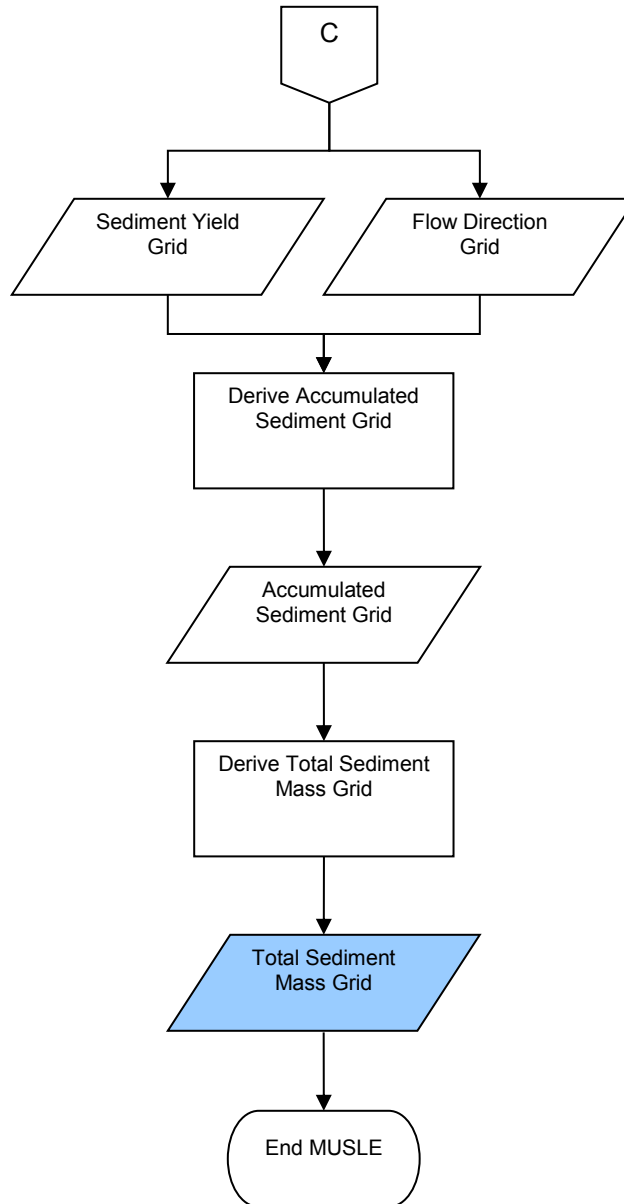 C
Sediment Yield
Grid
Flow Direction
Grid
Derive Accumulated
Sediment Grid
Accumulated
Sediment Grid
Derive Total Sediment
Mass Grid
Total Sediment
Mass Grid
End MUSLE